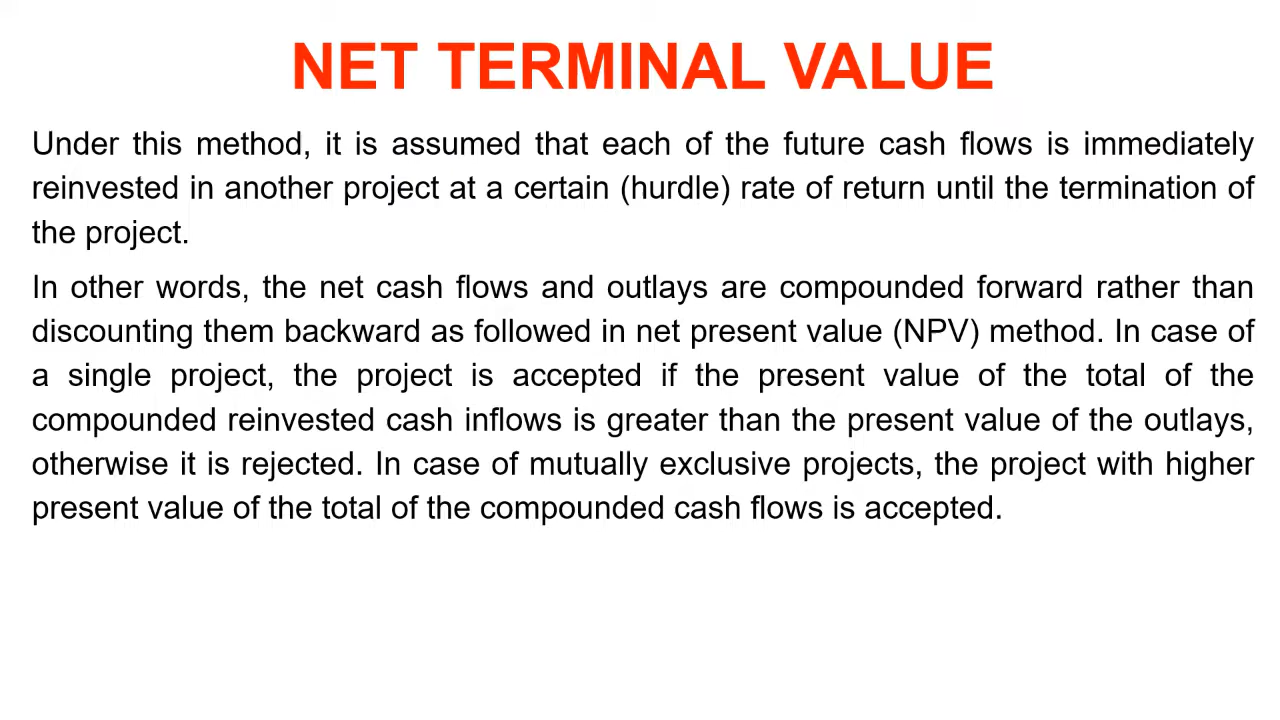 NET TERMINAL VALUE
Under this method, it is assumed that each of the future cash flows is immediately
reinvested in another project at a certain (hurdle) rate of return until the termination of
the project.
In other words, the net cash flows and outlays are compounded forward rather than
discounting them backward as followed in net present value (NPV) method. In case of
a single project, the project is accepted if the present value of the total of the
compounded reinvested cash inflows is greater than the present value of the outlays,
otherwise it is rejected. In case of mutually exclusive projects, the project with higher
present value of the total of the compounded cash flows is accepted.